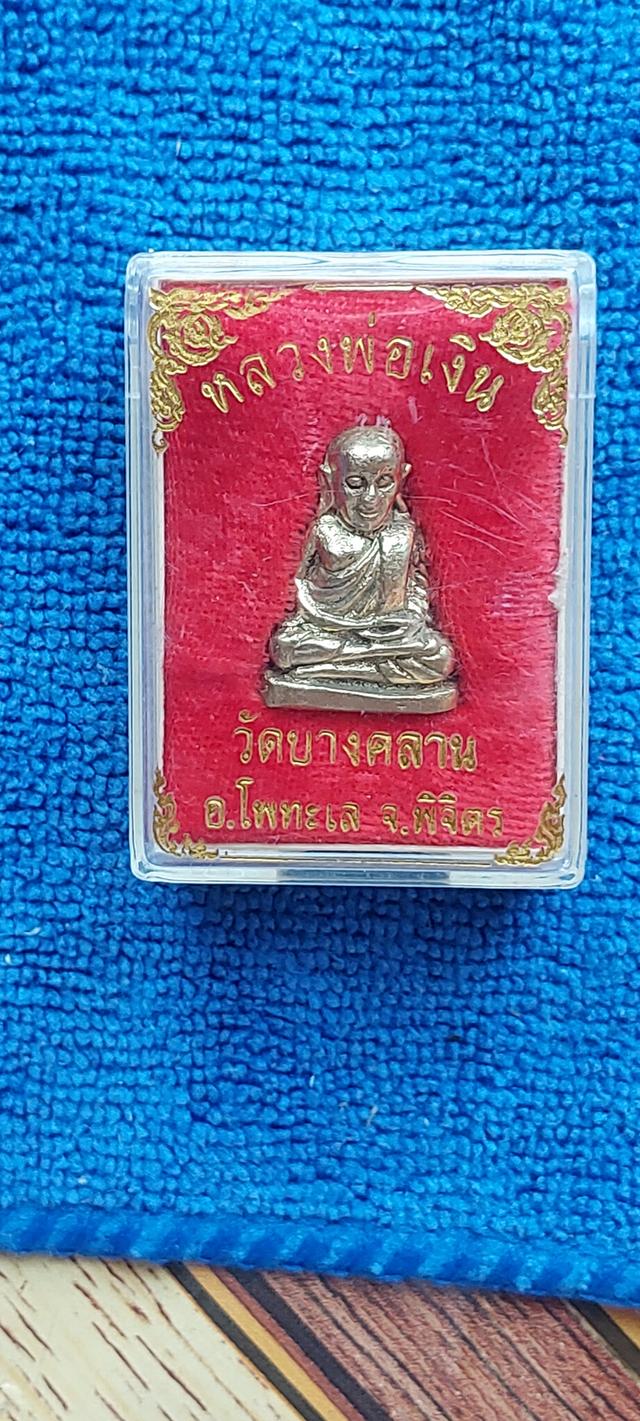 หลวงพ่อเงิน
วัดบางคลาน
อ.โพทะเล จ.พิจิตร